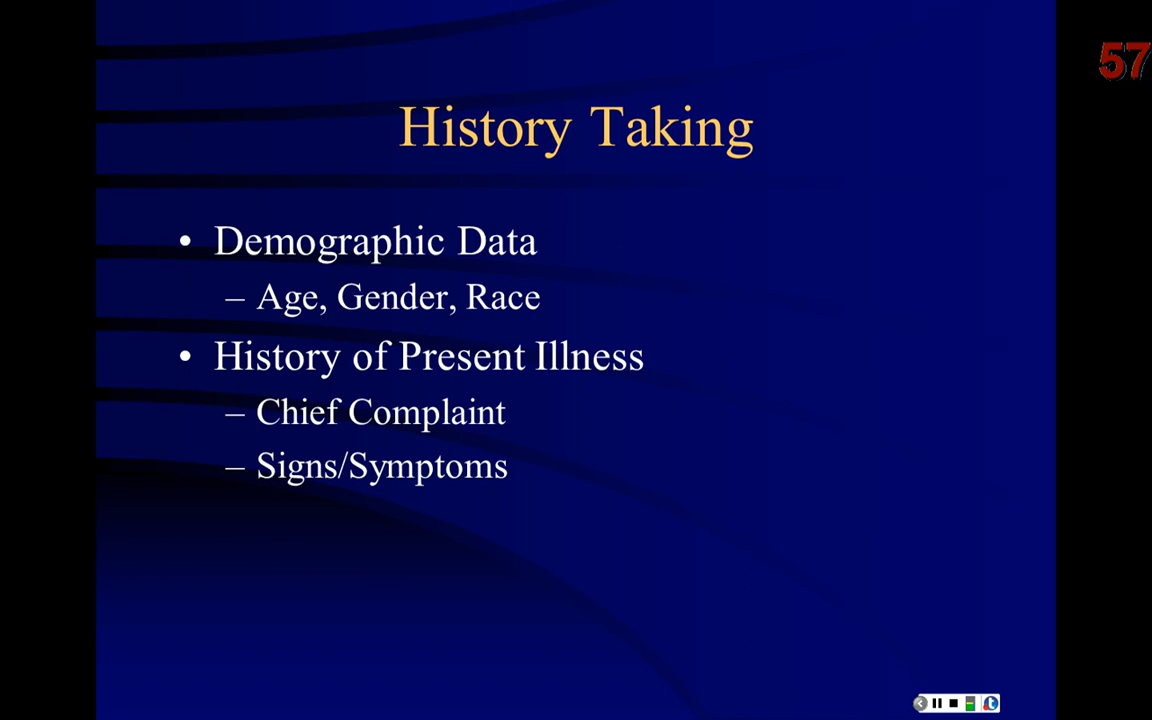 57
History Taking
• Demographic Data
– Age, Gender, Race
• History of Present Illness
– Chief Complaint
– Signs/Symptoms